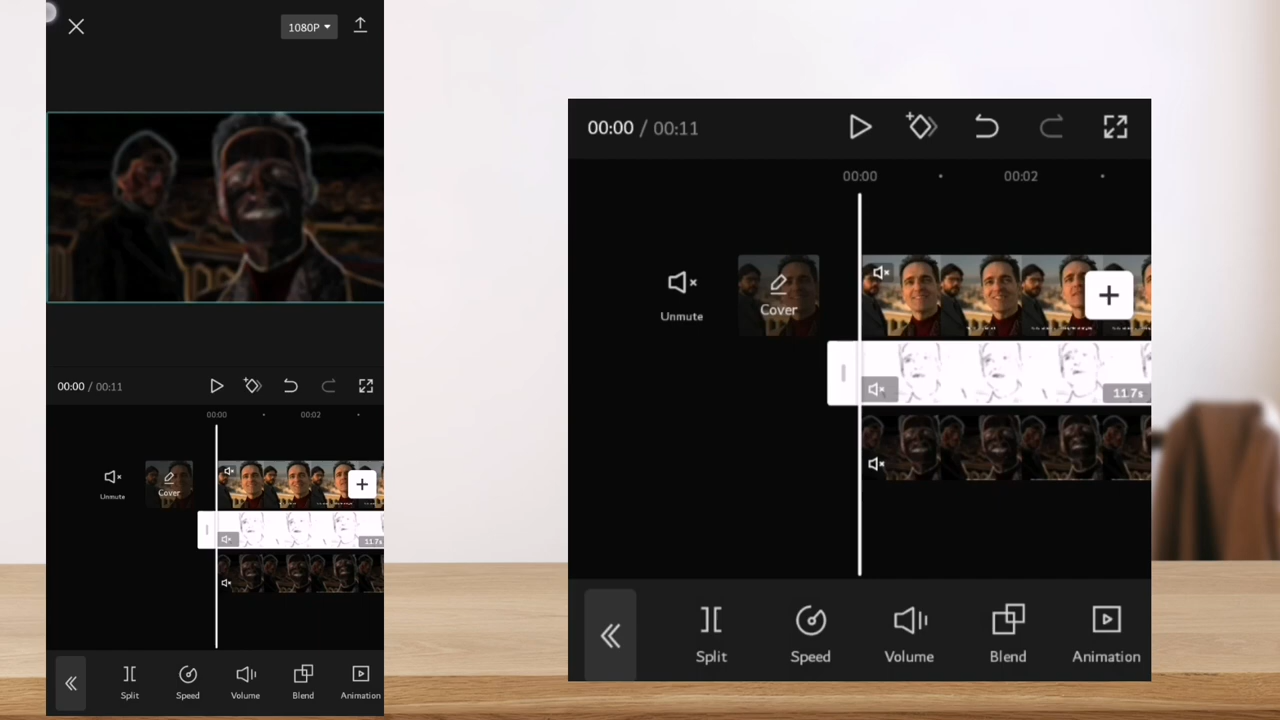 1080P
00:00 / 00:11
00:00
00:02
Unmute
Cover
11.7s
Split
Speed
Volume
Blend
Animation
00:00 / 00:11
00:00
00:02
Unmute
Cover
11.7s
Split
Speed
Volume
Blend
Animation